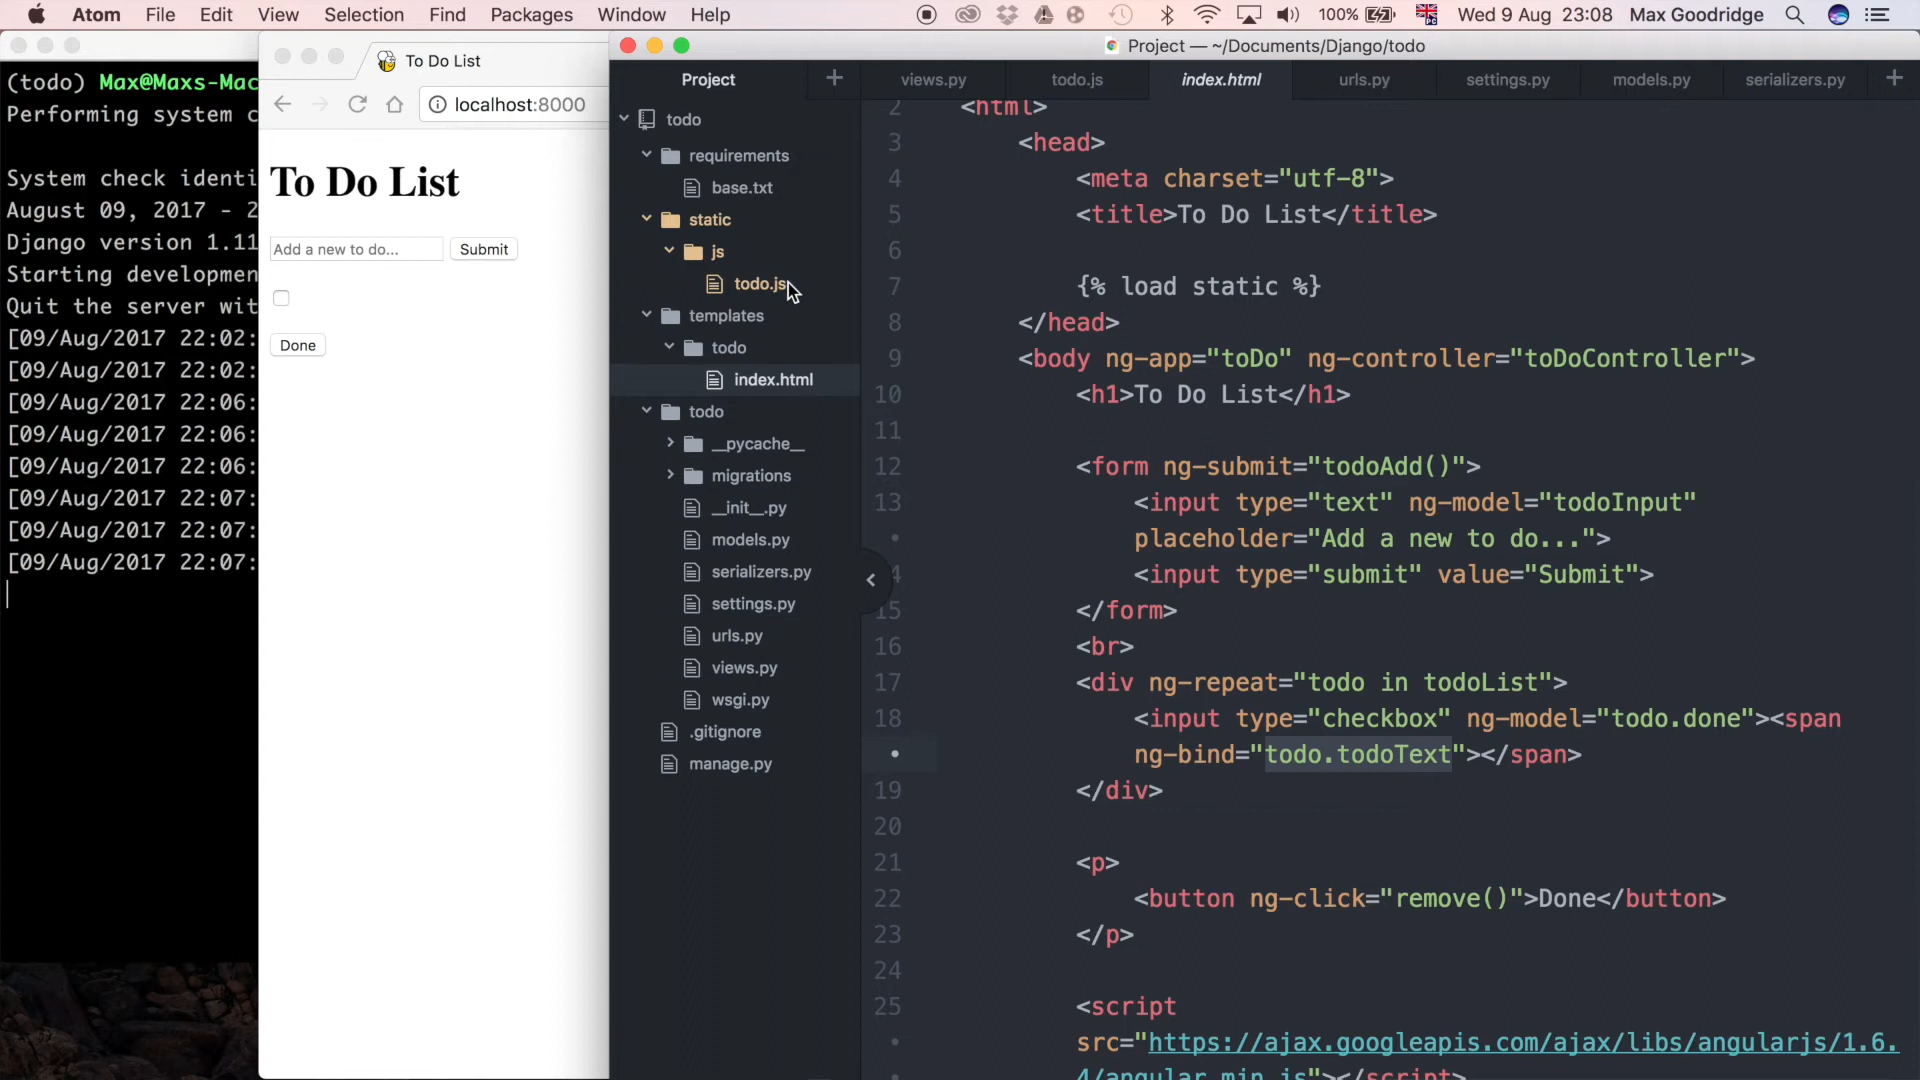 Atom File Edit View Selection Find Packages Window Help 100% Wed 9 Aug 23:08 Max Goodridge
(todo) Max@Maxs-Mac
Performing system c
System check identi
August 09, 2017 - 2
Django version 1.11
Starting developmen
Quit the server wit
[09/Aug/2017 22:02:
[09/Aug/2017 22:02:
[09/Aug/2017 22:06:
[09/Aug/2017 22:06:
[09/Aug/2017 22:06:
[09/Aug/2017 22:07:
[09/Aug/2017 22:07:
[09/Aug/2017 22:07:
To Do List
localhost:8000
To Do List
Add a new to do... Submit
Done
Project — ~/Documents/Django/todo
Project + views.py todo.js index.html urls.py settings.py models.py serializers.py +
todo
requirements
base.txt
static
js
todo.js
templates
todo
index.html
todo
__pycache__
migrations
__init__.py
models.py
serializers.py
settings.py
urls.py
views.py
wsgi.py
.gitignore
manage.py
2 <html>
3 <head>
4 <meta charset="utf-8">
5 <title>To Do List</title>
6
7 {% load static %}
8 </head>
9 <body ng-app="toDo" ng-controller="toDoController">
10 <h1>To Do List</h1>
11
12 <form ng-submit="todoAdd()">
13 <input type="text" ng-model="todoInput"
• placeholder="Add a new to do...">
4 <input type="submit" value="Submit">
15 </form>
16 <br>
17 <div ng-repeat="todo in todoList">
18 <input type="checkbox" ng-model="todo.done"><span
• ng-bind="todo.todoText"></span>
19 </div>
20
21 <p>
22 <button ng-click="remove()">Done</button>
23 </p>
24
25 <script
• src="https://ajax.googleapis.com/ajax/libs/angularjs/1.6.
• 4/angular.min.js"></script>